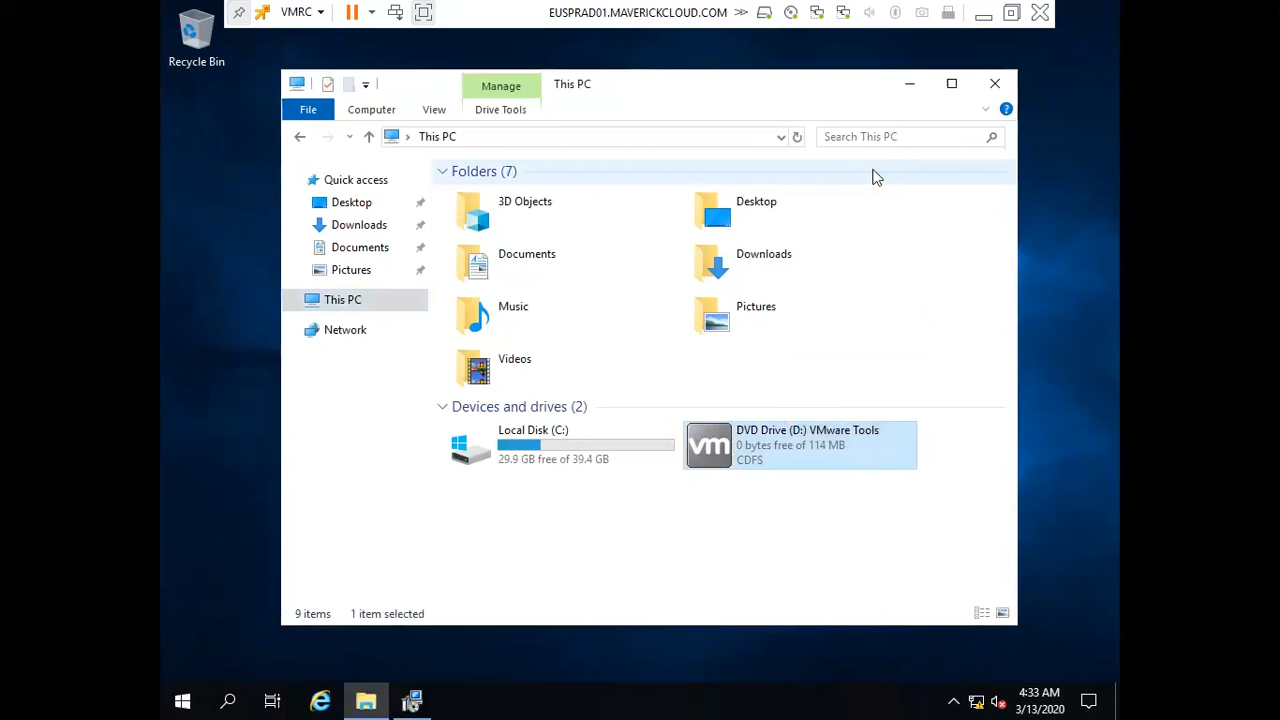 VMRC
EUSPRAD01.MAVERICKCLOUD.COM
Recycle Bin
Manage
This PC
File
Computer
View
Drive Tools
This PC
Search This PC
Quick access
Desktop
Downloads
Documents
Pictures
This PC
Network
Folders (7)
3D Objects
Desktop
Documents
Downloads
Music
Pictures
Videos
Devices and drives (2)
Local Disk (C:)
29.9 GB free of 39.4 GB
vm
DVD Drive (D:) VMware Tools
0 bytes free of 114 MB
CDFS
9 items
1 item selected
4:33 AM
3/13/2020